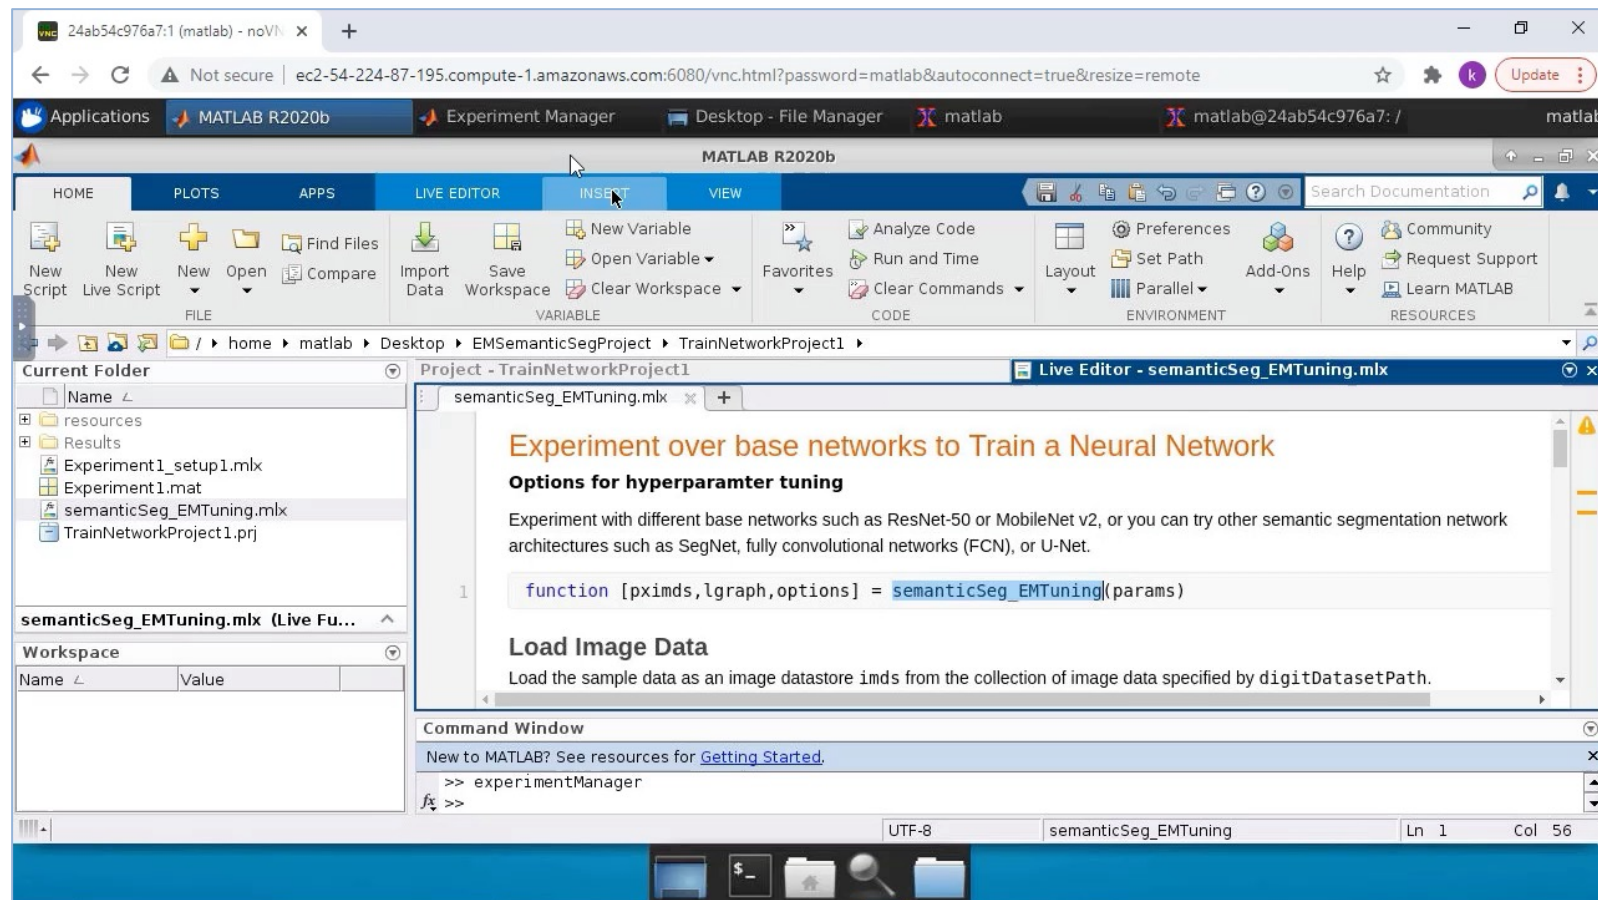 24ab54c976a7:1 (matlab) - noVN
Not secure | ec2-54-224-87-195.compute-1.amazonaws.com:6080/vnc.html?password=matlab&autoconnect=true&resize=remote
k
Update
Applications
MATLAB R2020b
Experiment Manager
Desktop - File Manager
matlab
matlab@24ab54c976a7: /
matlab
MATLAB R2020b
HOME PLOTS APPS LIVE EDITOR INSERT VIEW
Search Documentation
New Script
New Live Script
New
Open
Find Files
Compare
FILE
Import Data
Save Workspace
New Variable
Open Variable
Clear Workspace
VARIABLE
Favorites
Analyze Code
Run and Time
Clear Commands
CODE
Layout
Preferences
Set Path
Parallel
Add-Ons
ENVIRONMENT
Help
Community
Request Support
Learn MATLAB
RESOURCES
/ home matlab Desktop EMSemanticSegProject TrainNetworkProject1
Current Folder
Name
resources
Results
Experiment1_setup1.mlx
Experiment1.mat
semanticSeg_EMTuning.mlx
TrainNetworkProject1.prj
semanticSeg_EMTuning.mlx (Live Fu...
Workspace
Name Value
Project - TrainNetworkProject1
Live Editor - semanticSeg_EMTuning.mlx
semanticSeg_EMTuning.mlx
Experiment over base networks to Train a Neural Network
Options for hyperparamter tuning
Experiment with different base networks such as ResNet-50 or MobileNet v2, or you can try other semantic segmentation network
architectures such as SegNet, fully convolutional networks (FCN), or U-Net.
1 function [pximds,lgraph,options] = semanticSeg_EMTuning(params)
Load Image Data
Load the sample data as an image datastore imds from the collection of image data specified by digitDatasetPath.
Command Window
New to MATLAB? See resources for Getting Started.
>> experimentManager
fx >>
UTF-8 semanticSeg_EMTuning Ln 1 Col 56
$_